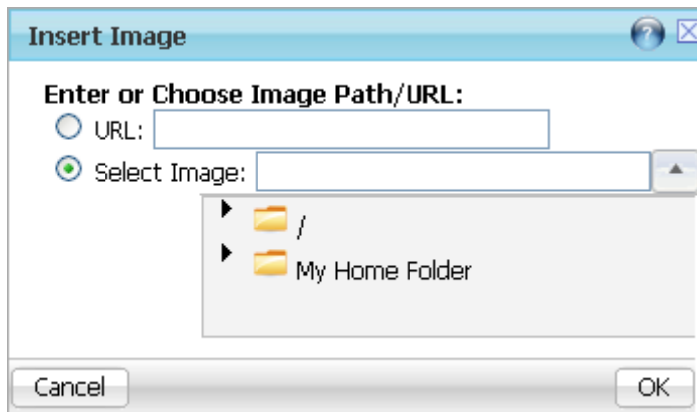 Insert Image
?
Enter or Choose Image Path/URL:
URL:
Select Image:
/
My Home Folder
Cancel
OK